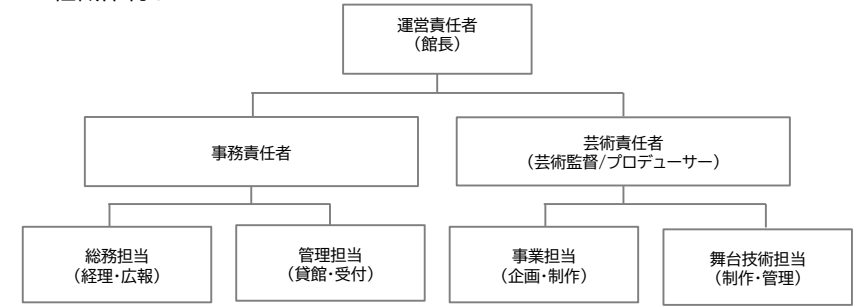 運営責任者
（館長）
事務責任者
芸術責任者
（芸術監督/プロデューサー）
総務担当
（経理・広報）
管理担当
（貸館・受付）
事業担当
（企画・制作）
舞台技術担当
（制作・管理）